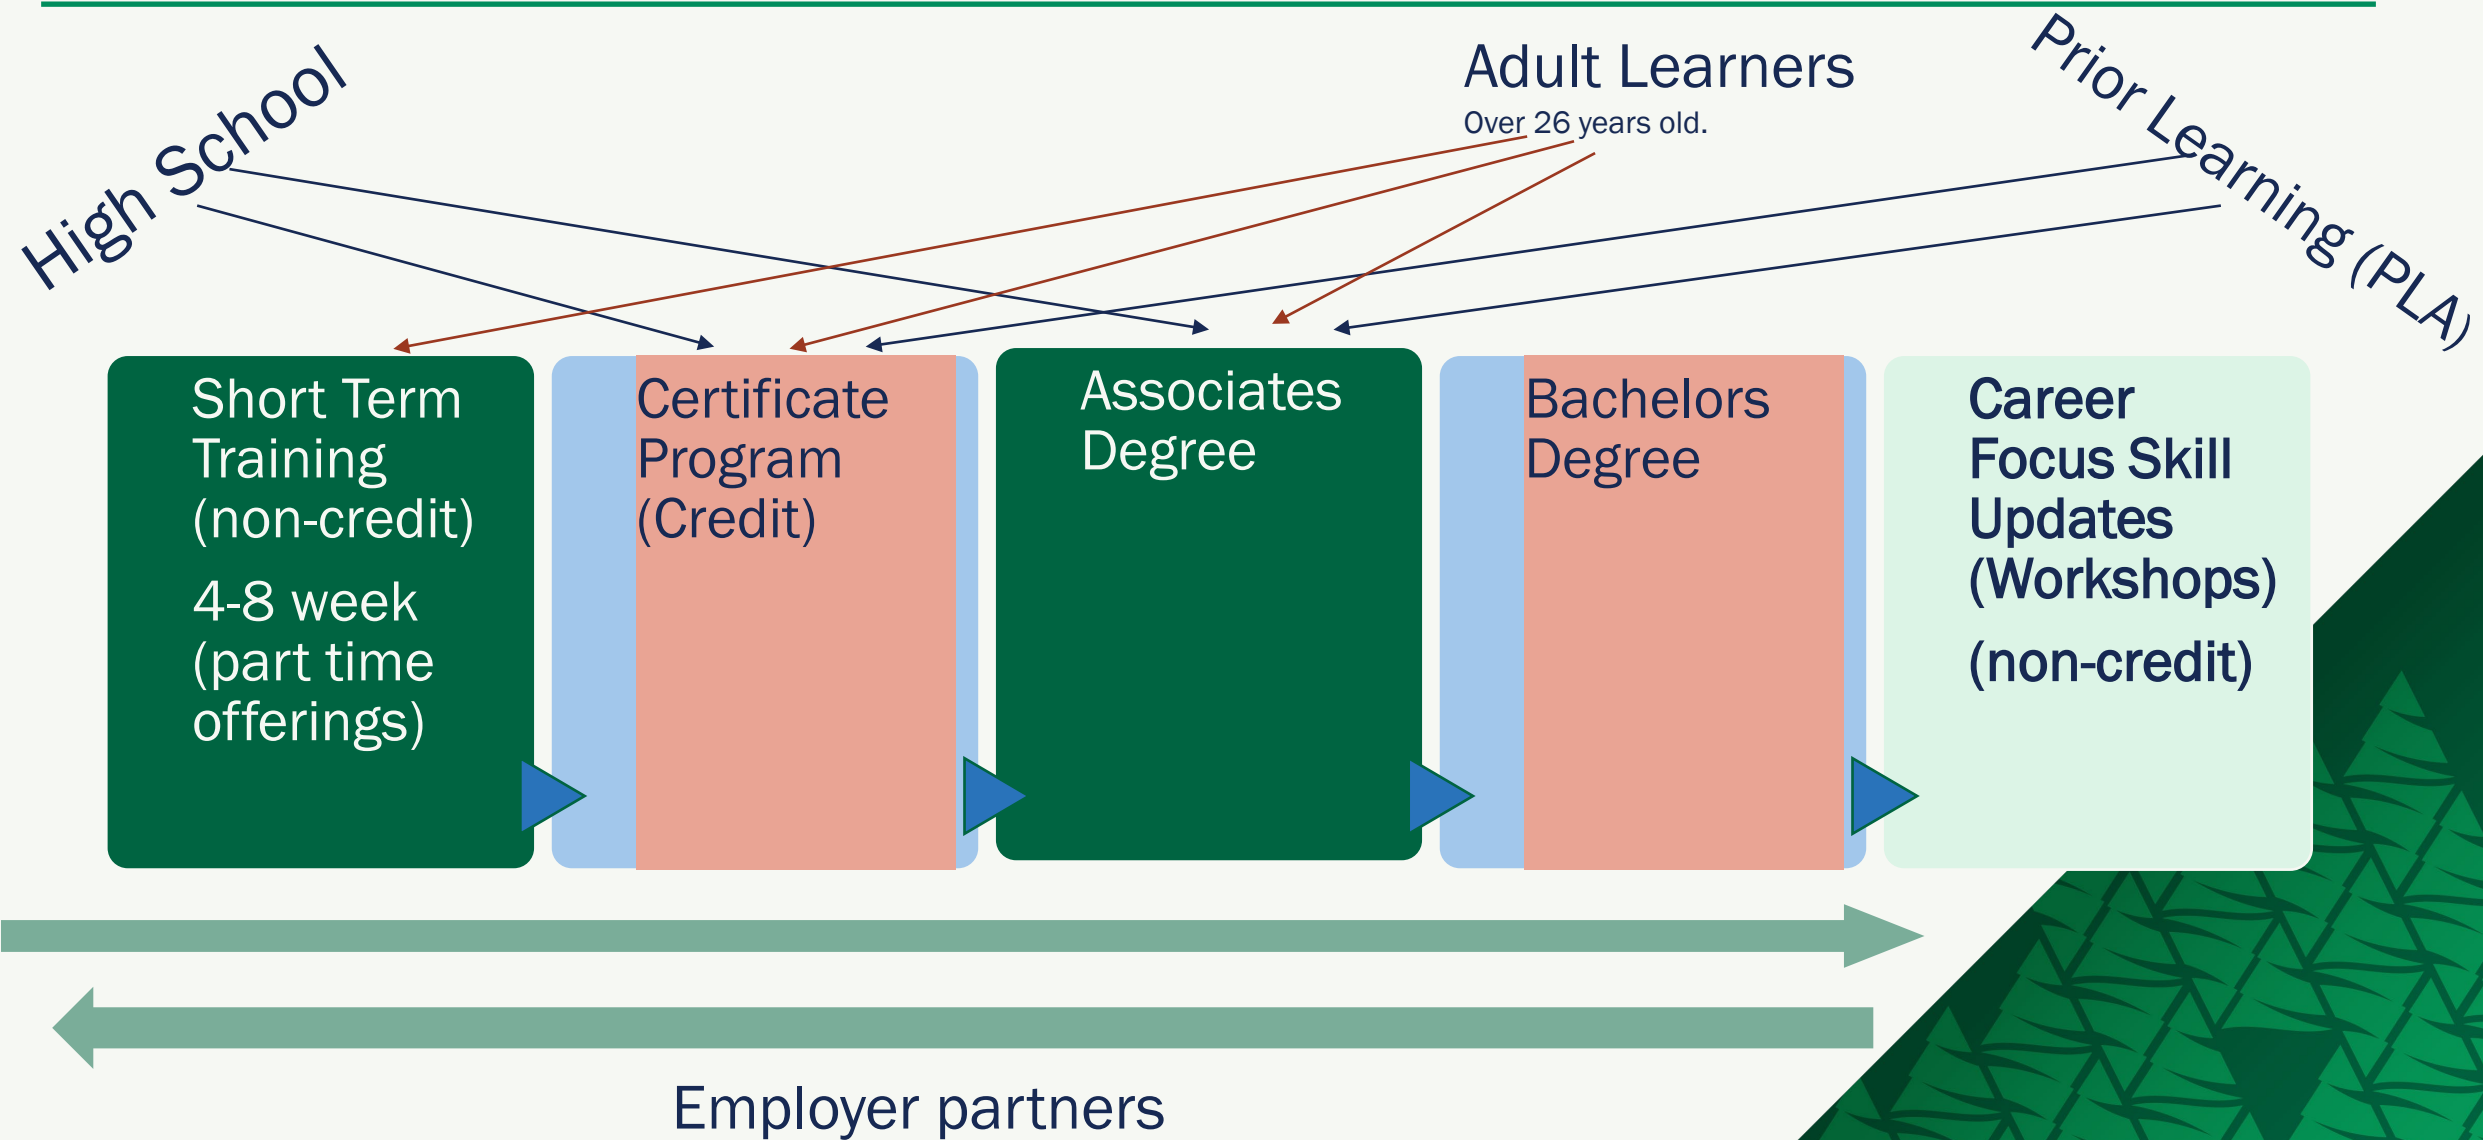 High School
Adult Learners
Over 26 years old.
Prior Learning (PLA)
Short Term
Training
(non-credit)
4-8 week
(part time
offerings)
Certificate
Program
(Credit)
Associates
Degree
Bachelors
Degree
Career
Focus Skill
Updates
(Workshops)
(non-credit)
Employer partners